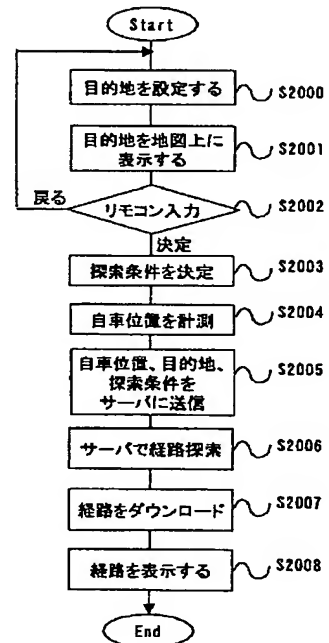 Start
目的地を設定する
S2000
目的地を地図上に
表示する
S2001
リモコン入力
S2002
戻る
決定
探索条件を決定
S2003
自車位置を計測
S2004
自車位置、目的地、
探索条件を
サーバに送信
S2005
サーバで経路探索
S2006
経路をダウンロード
S2007
経路を表示する
S2008
End